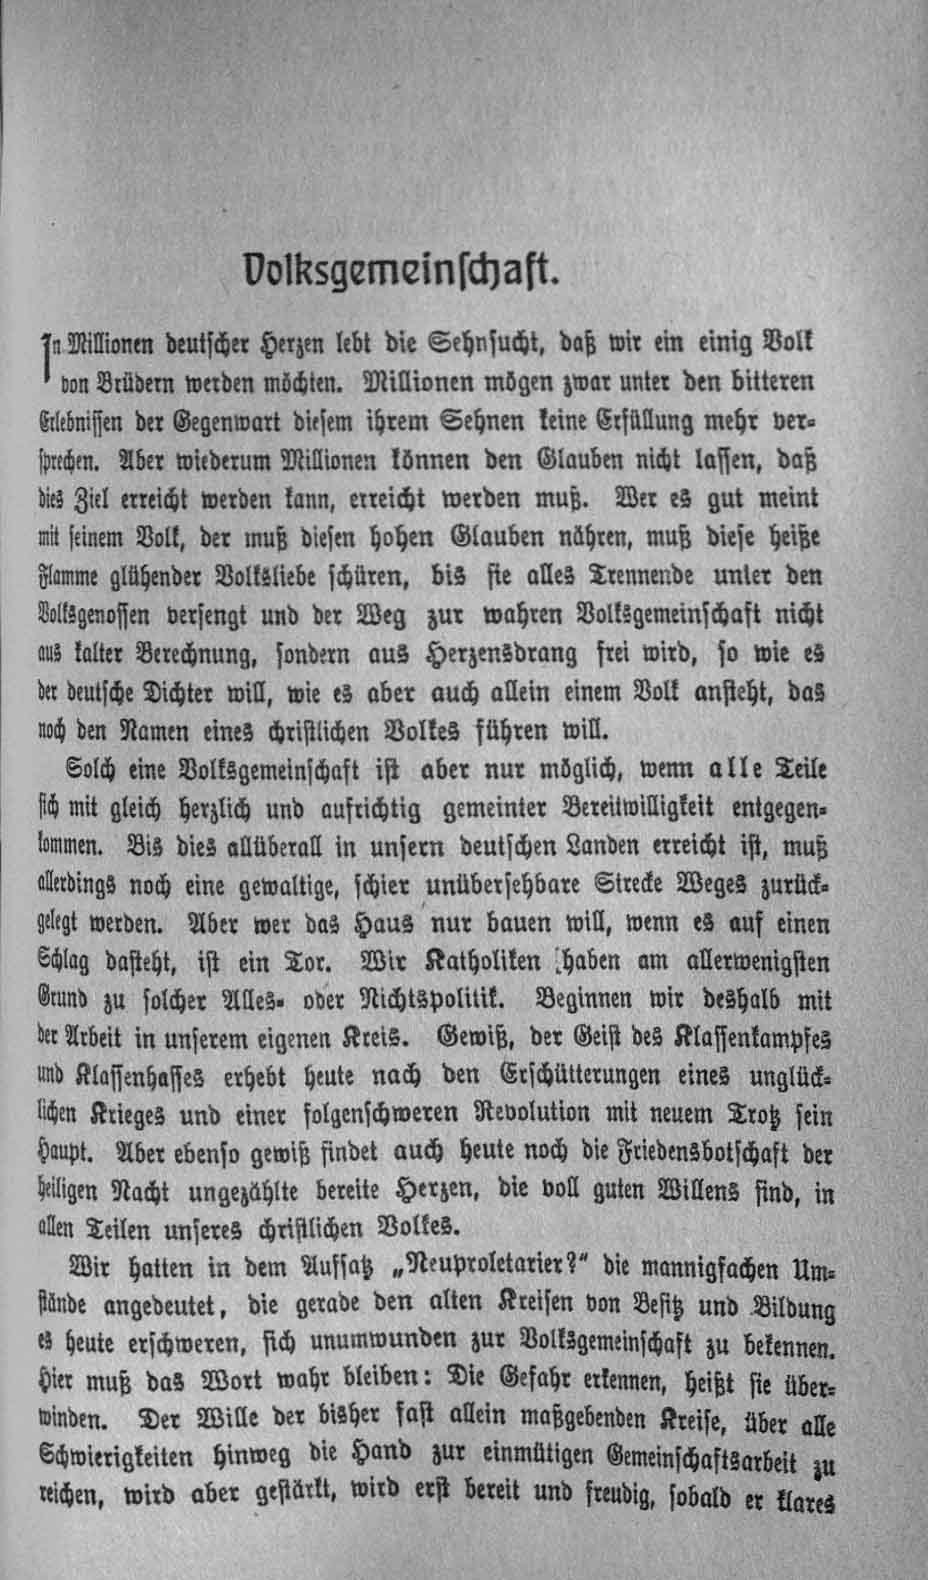 Volksgemeinschaft.
In Millionen deutscher Herzen lebt die Sehnsucht, daß wir ein einig Volk
von Brüdern werden möchten. Millionen mögen zwar unter den bitteren
Erlebnissen der Gegenwart diesem ihrem Sehnen keine Erfüllung mehr ver-
sprechen. Aber wiederum Millionen können den Glauben nicht lassen, daß
dies Ziel erreicht werden kann, erreicht werden muß. Wer es gut meint
mit seinem Volk, der muß diesen hohen Glauben nähren, muß diese heiße
Flamme glühender Volksliebe schüren, bis sie alles Trennende unter den
Volksgenossen versengt und der Weg zur wahren Volksgemeinschaft nicht
aus kalter Berechnung, sondern aus Herzensdrang frei wird, so wie es
der deutsche Dichter will, wie es aber auch allein einem Volk ansteht, das
noch den Namen eines christlichen Volkes führen will.
Solch eine Volksgemeinschaft ist aber nur möglich, wenn alle Teile
sich mit gleich herzlich und aufrichtig gemeinter Bereitwilligkeit entgegen-
kommen. Bis dies allüberall in unsern deutschen Landen erreicht ist, muß
allerdings noch eine gewaltige, schier unübersehbare Strecke Weges zurück-
gelegt werden. Aber wer das Haus nur bauen will, wenn es auf einen
Schlag dasteht, ist ein Tor. Wir Katholiken haben am allerwenigsten
Grund zu solcher Alles- oder Nichtspolitik. Beginnen wir deshalb mit
der Arbeit in unserem eigenen Kreis. Gewiß, der Geist des Klassenkampfes
und Klassenhasses erhebt heute nach den Erschütterungen eines unglück-
lichen Krieges und einer folgenschweren Revolution mit neuem Trotz sein
Haupt. Aber ebenso gewiß findet auch heute noch die Friedensbotschaft der
heiligen Nacht ungezählte bereite Herzen, die voll guten Willens sind, in
allen Teilen unseres christlichen Volkes.
Wir hatten in dem Aufsatz „Neuproletarier?“ die mannigfachen Um-
stände angedeutet, die gerade den alten Kreisen von Besitz und Bildung
es heute erschweren, sich unumwunden zur Volksgemeinschaft zu bekennen.
Hier muß das Wort wahr bleiben: Die Gefahr erkennen, heißt sie über-
winden. Der Wille der bisher fast allein maßgebenden Kreise, über alle
Schwierigkeiten hinweg die Hand zur einmütigen Gemeinschaftsarbeit zu
reichen, wird aber gestärkt, wird erst bereit und freudig, sobald er klares